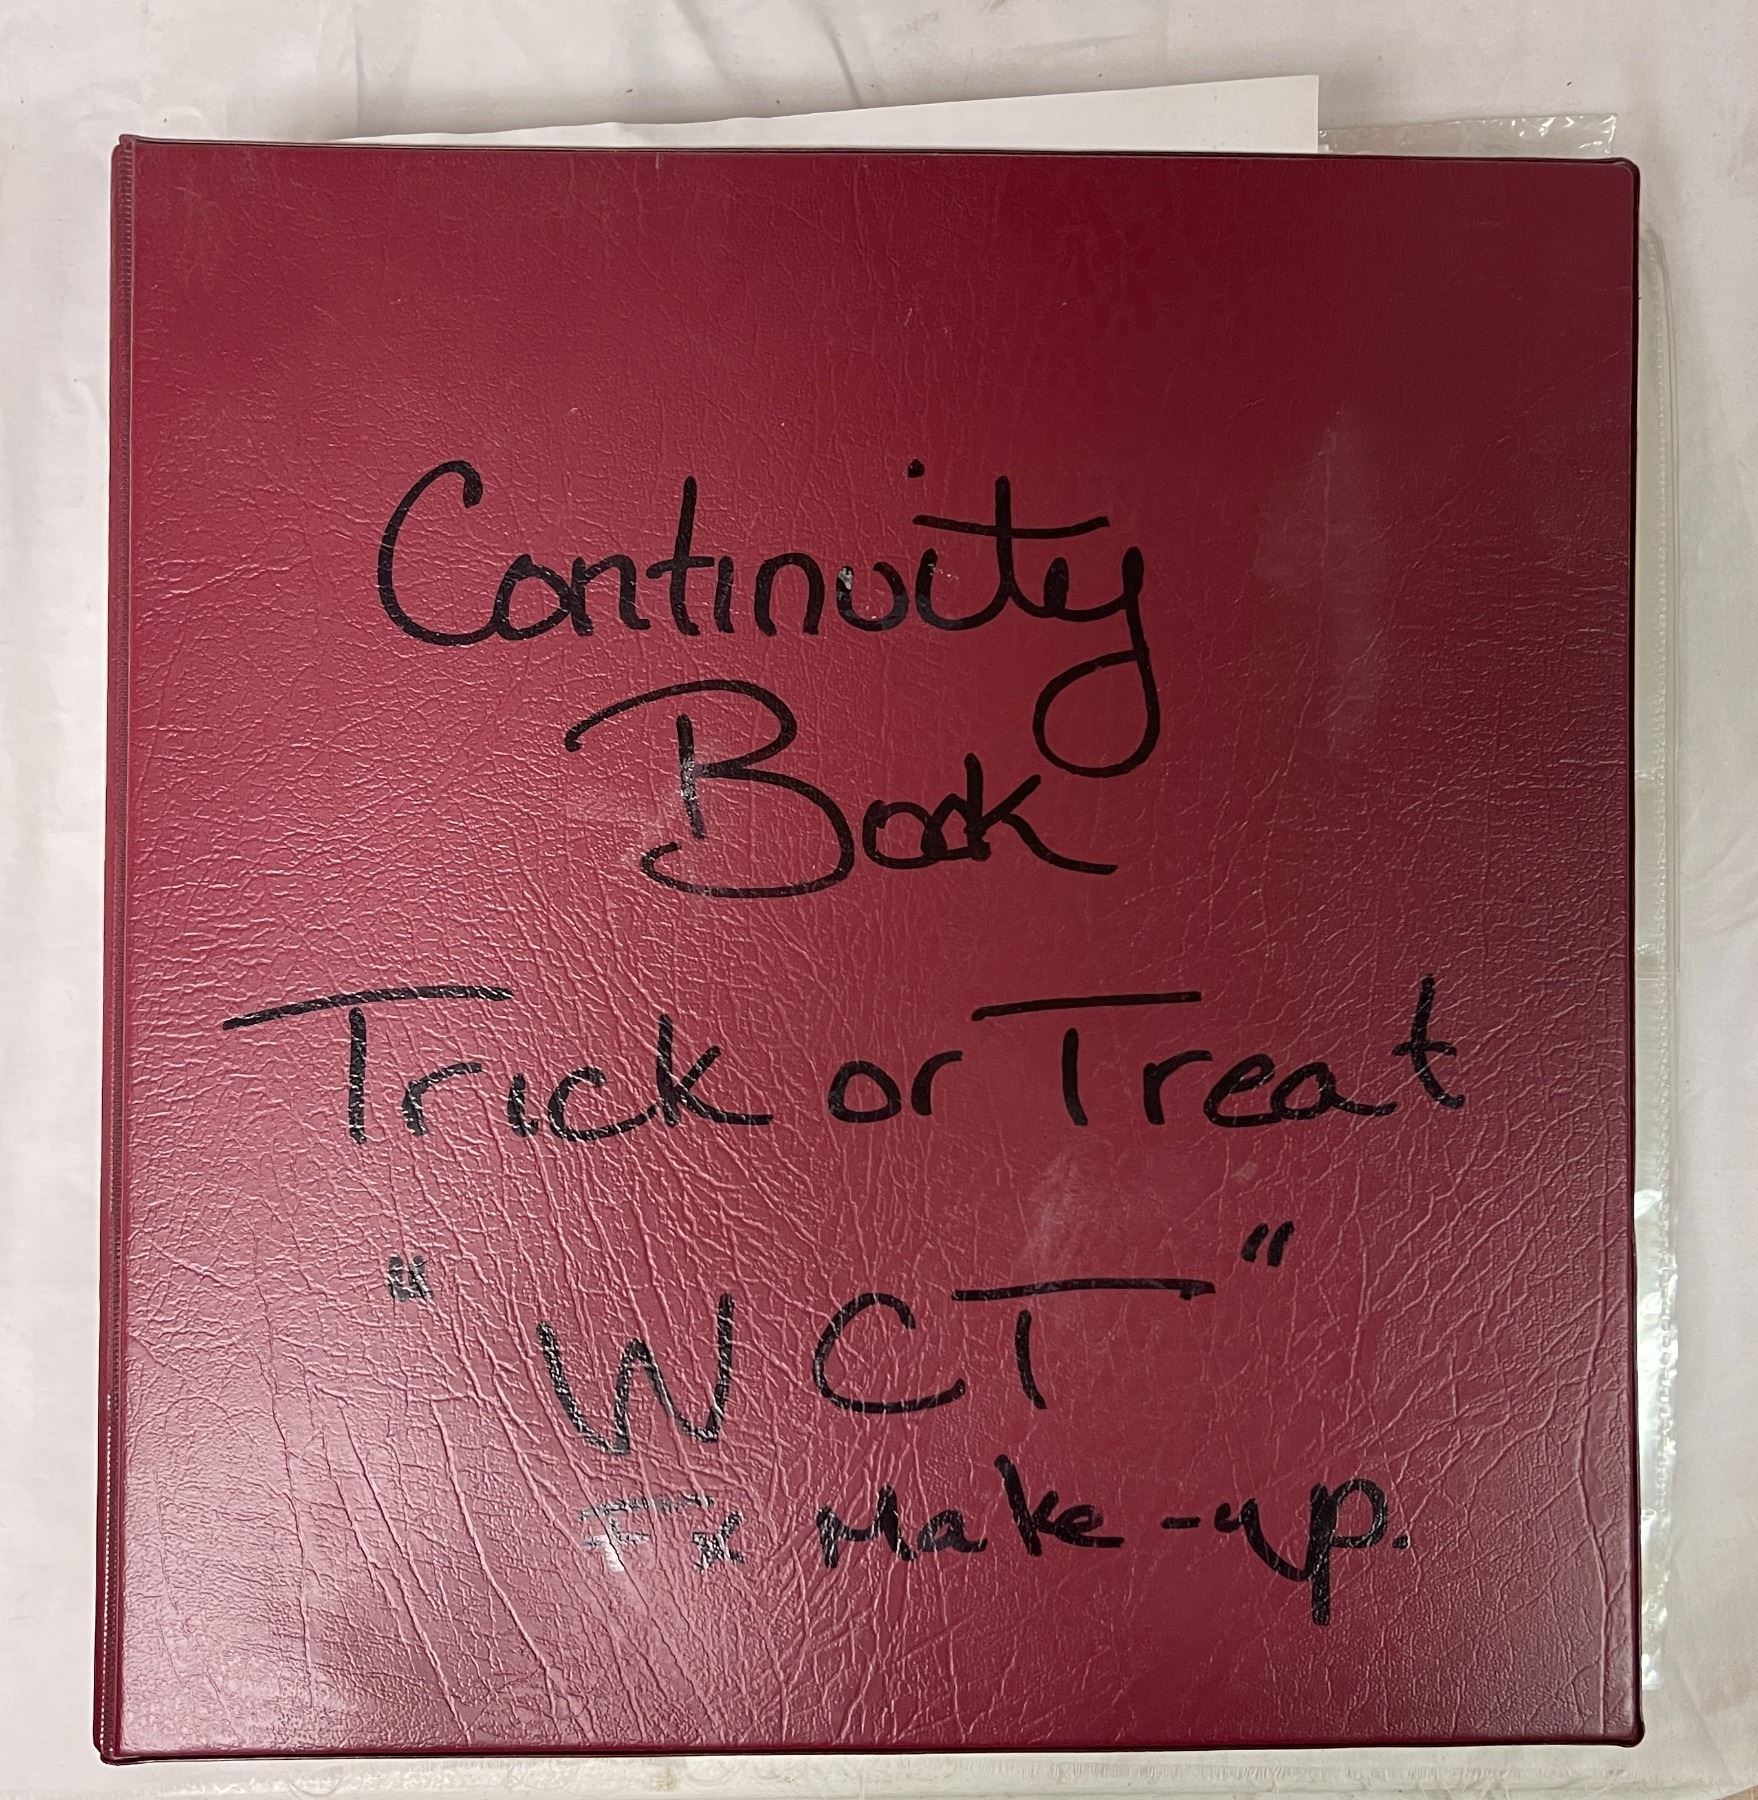 Continuity
Book
Trick or Treat
" WCT "
Fx Make-up.